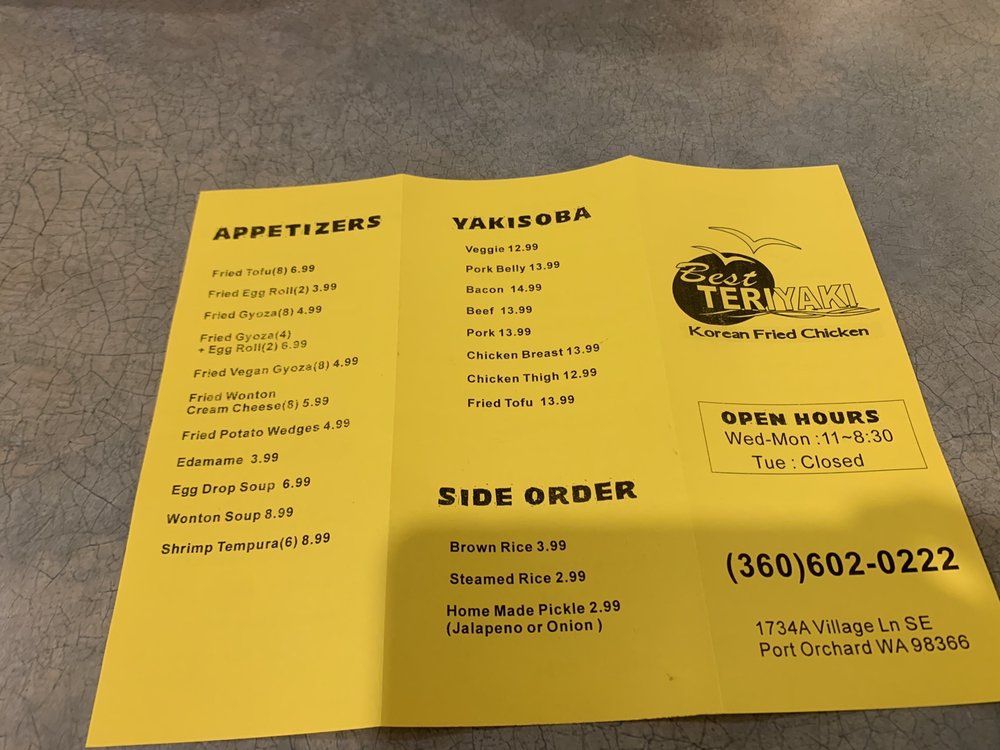 APPETIZERS
Fried Tofu(8) 6.99
Fried Egg Roll(2) 3.99
Fried Gyoza(8) 4.99
Fried Gyoza(4)
+ Egg Roll(2) 6.99
Fried Vegan Gyoza(8) 4.99
Fried Wonton
Cream Cheese(8) 5.99
Fried Potato Wedges 4.99
Edamame 3.99
Egg Drop Soup 6.99
Wonton Soup 8.99
Shrimp Tempura(6) 8.99
YAKISOBA
Veggie 12.99
Pork Belly 13.99
Bacon 14.99
Beef 13.99
Pork 13.99
Chicken Breast 13.99
Chicken Thigh 12.99
Fried Tofu 13.99
SIDE ORDER
Brown Rice 3.99
Steamed Rice 2.99
Home Made Pickle 2.99
(Jalapeno or Onion )
Best
TERIYAKI
Korean Fried Chicken
OPEN HOURS
Wed-Mon :11~8:30
Tue : Closed
(360)602-0222
1734A Village Ln SE
Port Orchard WA 98366